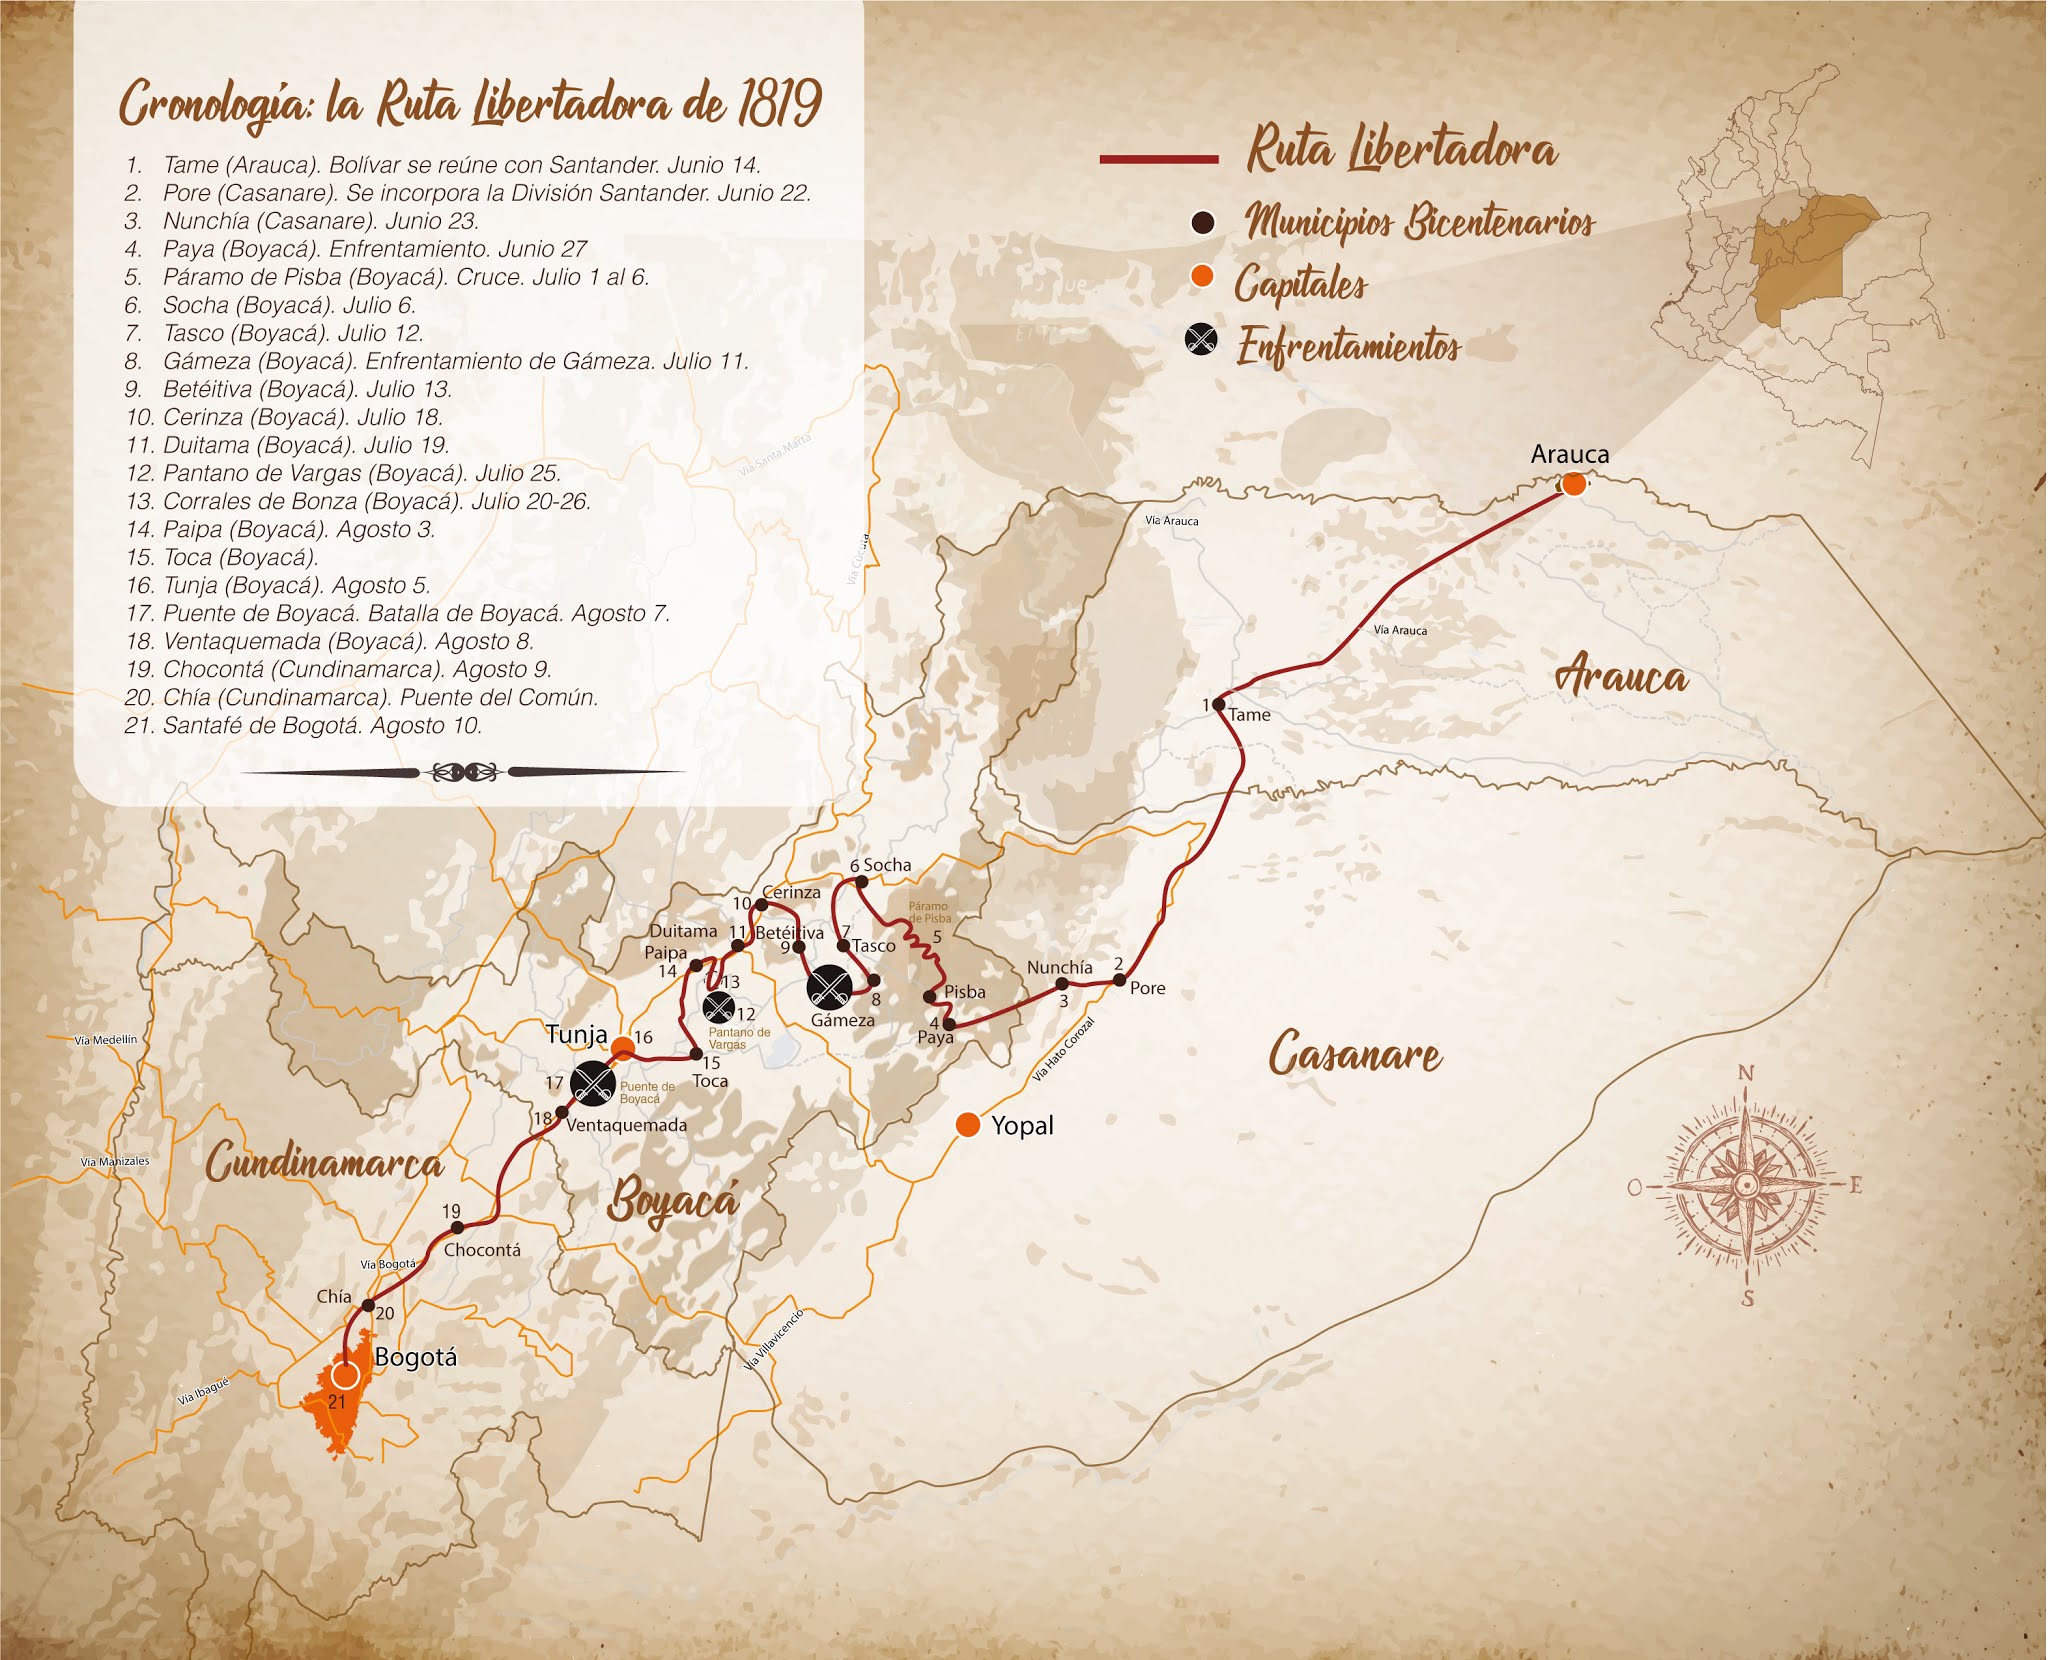 Cronología: la Ruta Libertadora de 1819
1. Tame (Arauca). Bolívar se reúne con Santander. Junio 14.
2. Pore (Casanare). Se incorpora la División Santander. Junio 22.
3. Nunchía (Casanare). Junio 23.
4. Paya (Boyacá). Enfrentamiento. Junio 27
5. Páramo de Pisba (Boyacá). Cruce. Julio 1 al 6.
6. Socha (Boyacá). Julio 6.
7. Tasco (Boyacá). Julio 12.
8. Gámeza (Boyacá). Enfrentamiento de Gámeza. Julio 11.
9. Betéitiva (Boyacá). Julio 13.
10. Cerinza (Boyacá). Julio 18.
11. Duitama (Boyacá). Julio 19.
12. Pantano de Vargas (Boyacá). Julio 25.
13. Corrales de Bonza (Boyacá). Julio 20-26.
14. Paipa (Boyacá). Agosto 3.
15. Toca (Boyacá).
16. Tunja (Boyacá). Agosto 5.
17. Puente de Boyacá. Batalla de Boyacá. Agosto 7.
18. Ventaquemada (Boyacá). Agosto 8.
19. Chocontá (Cundinamarca). Agosto 9.
20. Chía (Cundinamarca). Puente del Común.
21. Santafé de Bogotá. Agosto 10.
Ruta Libertadora
Municipios Bicentenarios
Capitales
Enfrentamientos
Vía Santa Marta
Vía Cúcuta
Arauca
Vía Arauca
Vía Arauca
Arauca
1
Tame
6 Socha
Cerinza
10
Páramo
de Pisba
5
Duitama
11
Betéitiva
9
7
Tasco
Paipa
14
13
12
Pantano de
Vargas
8
Gámeza
Pisba
4
Paya
Nunchía
3
2
Pore
Tunja
16
15
Toca
17
Puente de
Boyacá
18
Ventaquemada
Vía Hato Corozal
Casanare
Yopal
Vía Medellín
Vía Manizales
Cundinamarca
Boyacá
19
Chocontá
Vía Bogotá
Chía
20
Bogotá
21
Vía Ibagué
Vía Villavicencio
N
O
E
S